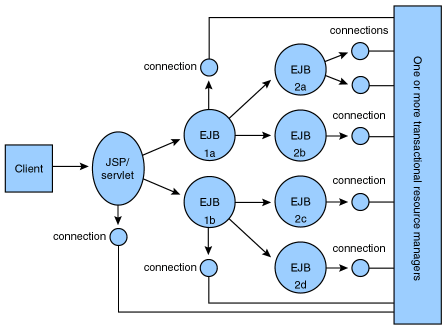 connections
connection
EJB
2a
EJB
1a
EJB
2b
connection
JSP/
servlet
Client
connection
EJB
1b
EJB
2c
connection
connection
EJB
2d
connection
One or more transactional resource managers